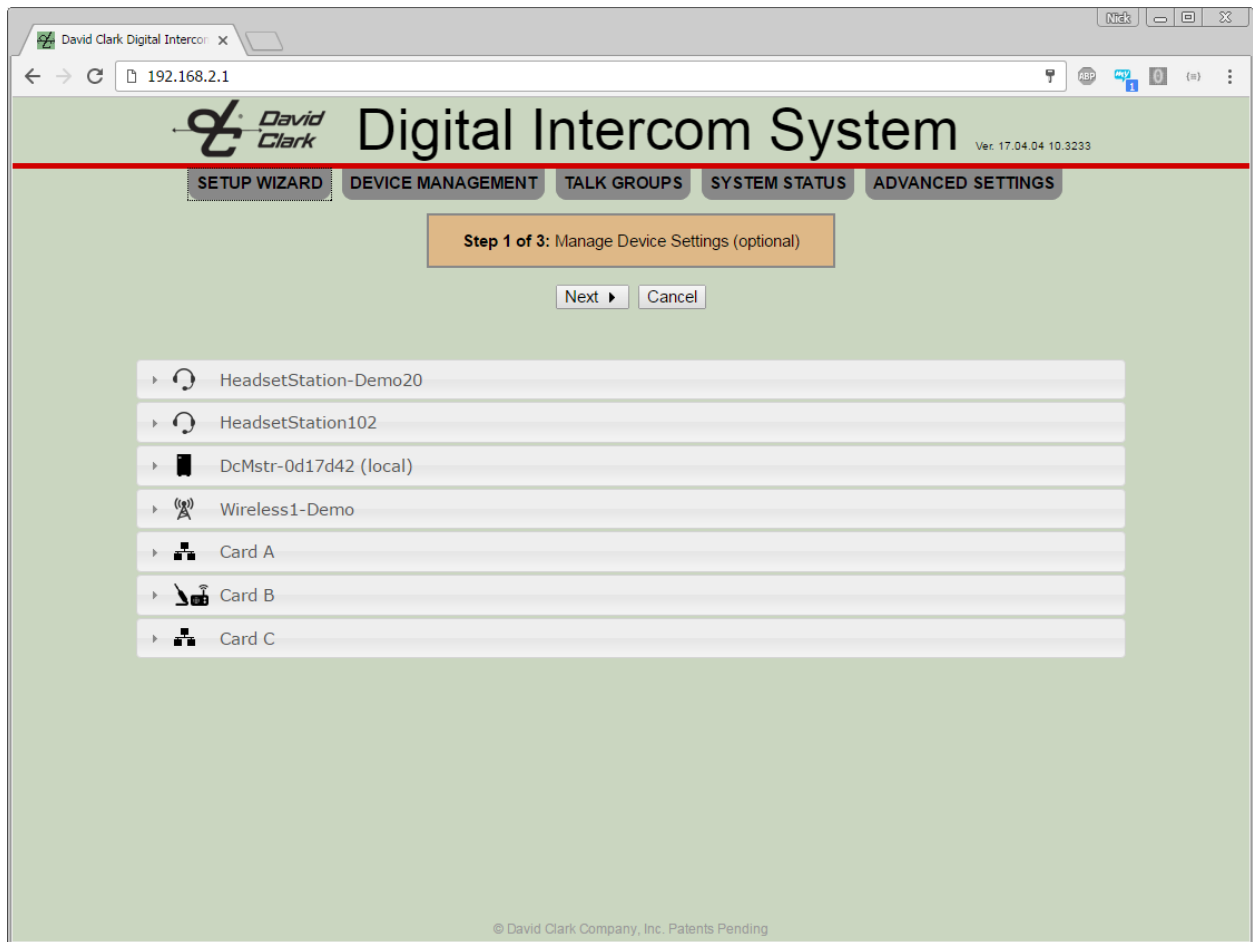 Nick
David Clark Digital Intercor
192.168.2.1
ABP
1
David
Clark
Digital Intercom System
Ver. 17.04.04 10.3233
SETUP WIZARD DEVICE MANAGEMENT TALK GROUPS SYSTEM STATUS ADVANCED SETTINGS
Step 1 of 3: Manage Device Settings (optional)
Next Cancel
HeadsetStation-Demo20
HeadsetStation102
DcMstr-0d17d42 (local)
Wireless1-Demo
Card A
Card B
Card C
© David Clark Company, Inc. Patents Pending